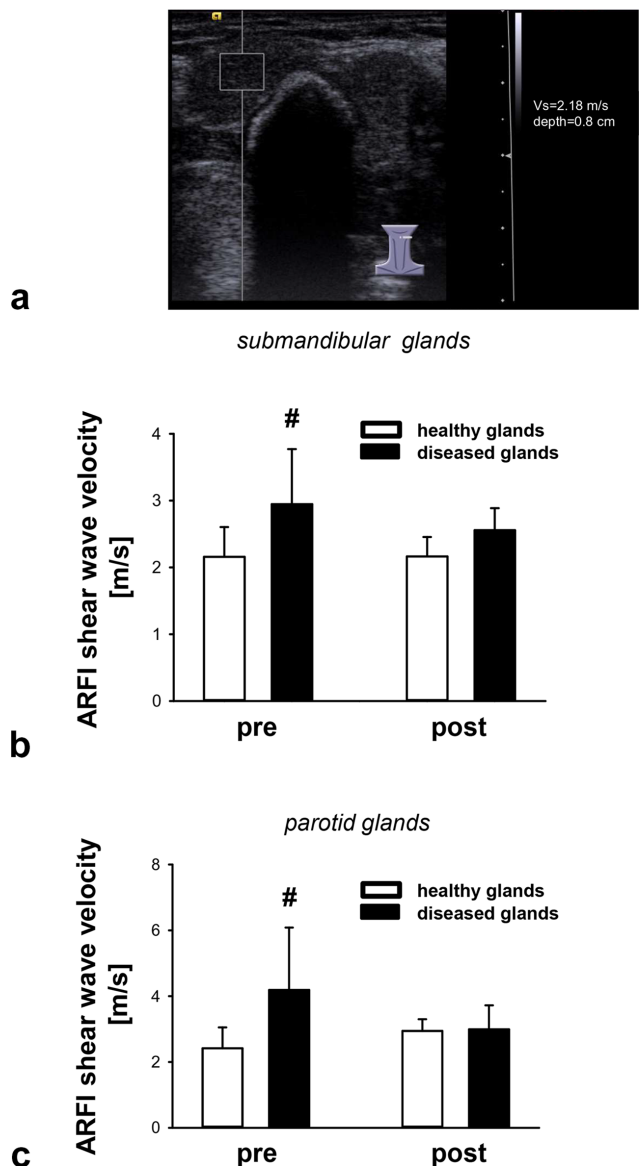 Vs=2.18 m/s
depth=0.8 cm
a
submandibular glands
ARFI shear wave velocity
[m/s]
4
3
2
1
0
#
healthy glands
diseased glands
pre post
b
parotid glands
ARFI shear wave velocity
[m/s]
8
6
4
2
0
#
healthy glands
diseased glands
pre post
c